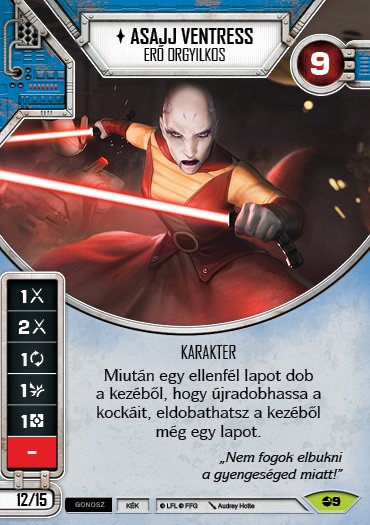 ASAJJ VENTRESS
ERŐ ORGYILKOS
9
1
2
1
1
1
-
12/15
KARAKTER
Miután egy ellenfél lapot dob
a kezéből, hogy újradobhassa a
kockáit, eldobathatsz a kezéből
még egy lapot.
„Nem fogok elbukni
a gyengeséged miatt!”
GONOSZ
KÉK
© LFL © FFG
Audrey Hotte
9